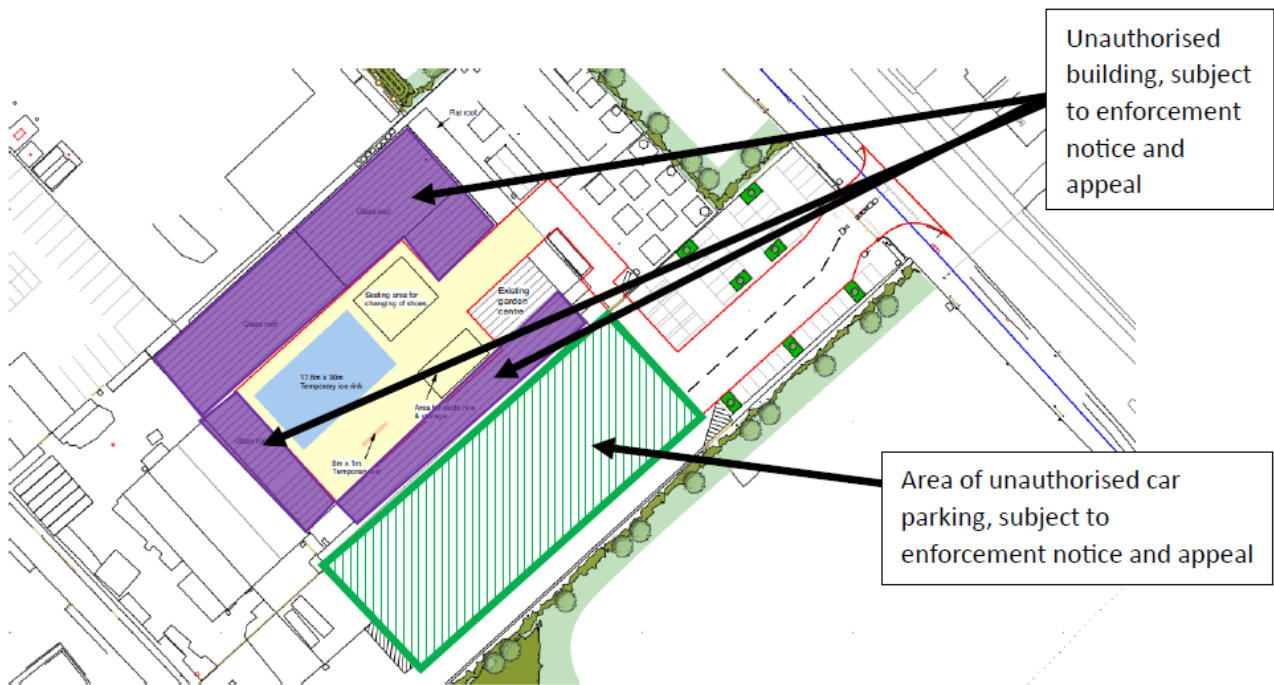 Unauthorised
building, subject
to enforcement
notice and
appeal
Flat roof
Glass roof
Seating area for
changing of shoes
Existing
garden
centre
Glass roof
17.5m x 30m
Temporary ice rink
Area for skate hire
& storage
Glass roof
8m x 1m
Temporary
Area of unauthorised car
parking, subject to
enforcement notice and appeal